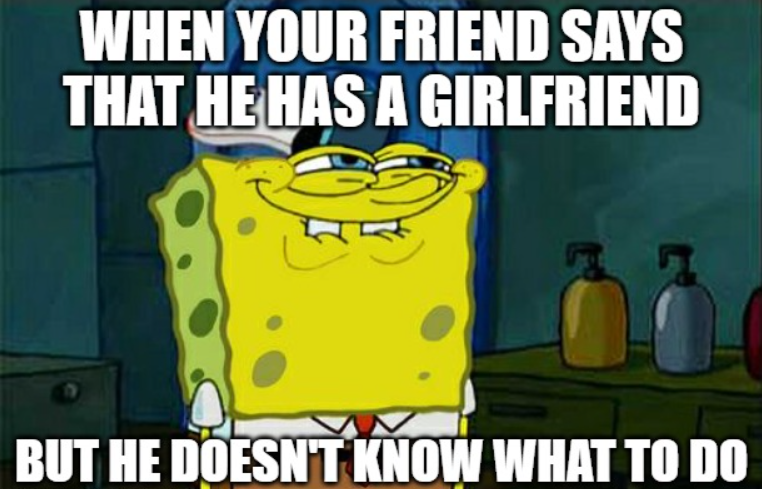 WHEN YOUR FRIEND SAYS
THAT HE HAS A GIRLFRIEND
BUT HE DOESN'T KNOW WHAT TO DO